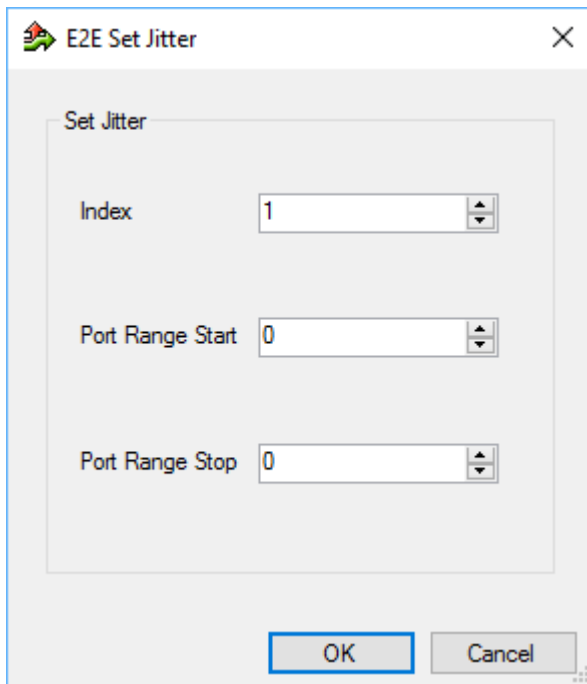 E2E Set Jitter
Set Jitter
Index 1
Port Range Start 0
Port Range Stop 0
OK Cancel